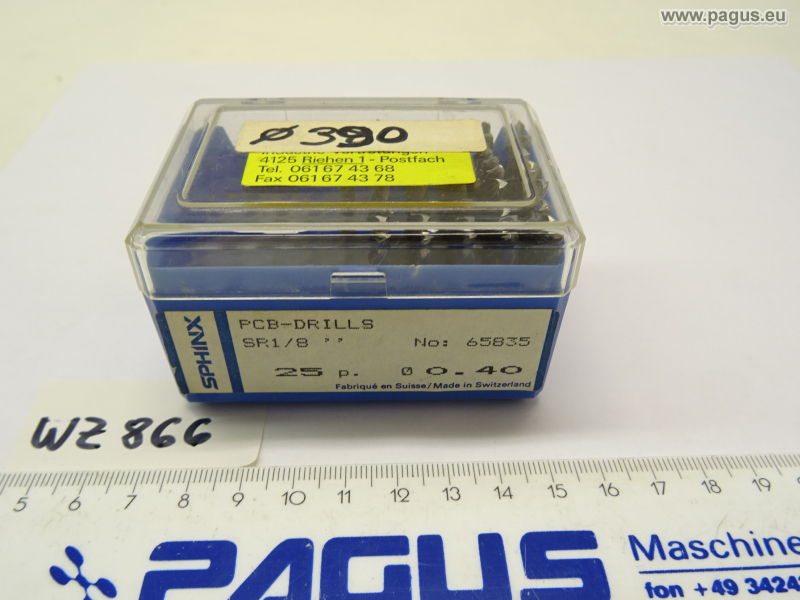 www.pagus.eu
ø 390
4125 Riehen 1 - Postfach
Tel. 061 67 43 68
Fax 061 67 43 78
SPHINX
PCB-DRILLS
SR1/8 ’’ No: 65835
25 p. Ø 0.40
Fabriqué en Suisse/Made in Switzerland
WZ 866
5 6 7 8 9 10 11 12 13 14 15 16 17 18 19
PAGUS
Maschine
fon +49 3424